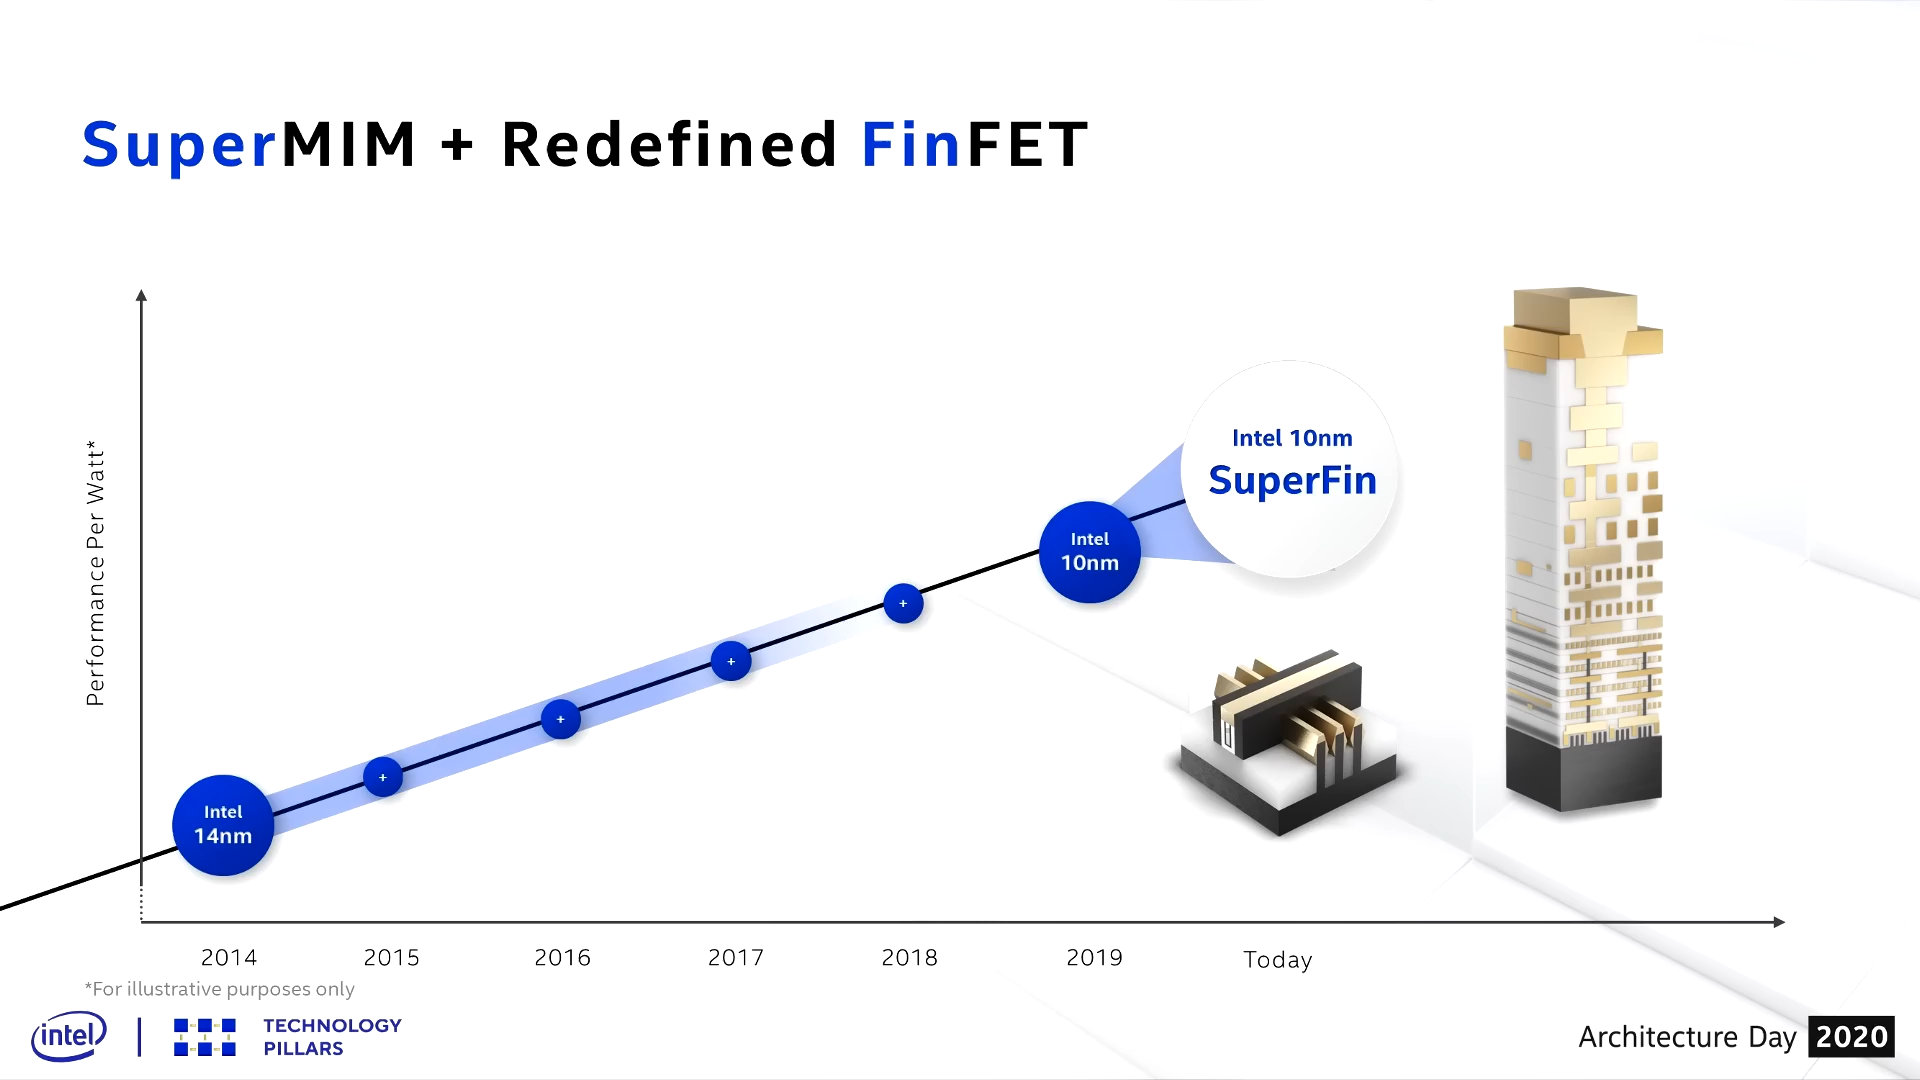 SuperMIM + Redefined FinFET
Performance Per Watt*
Intel 10nm
SuperFin
Intel
10nm
+
+
+
+
Intel
14nm
2014 2015 2016 2017 2018 2019 Today
*For illustrative purposes only
intel
TECHNOLOGY
PILLARS
Architecture Day 2020